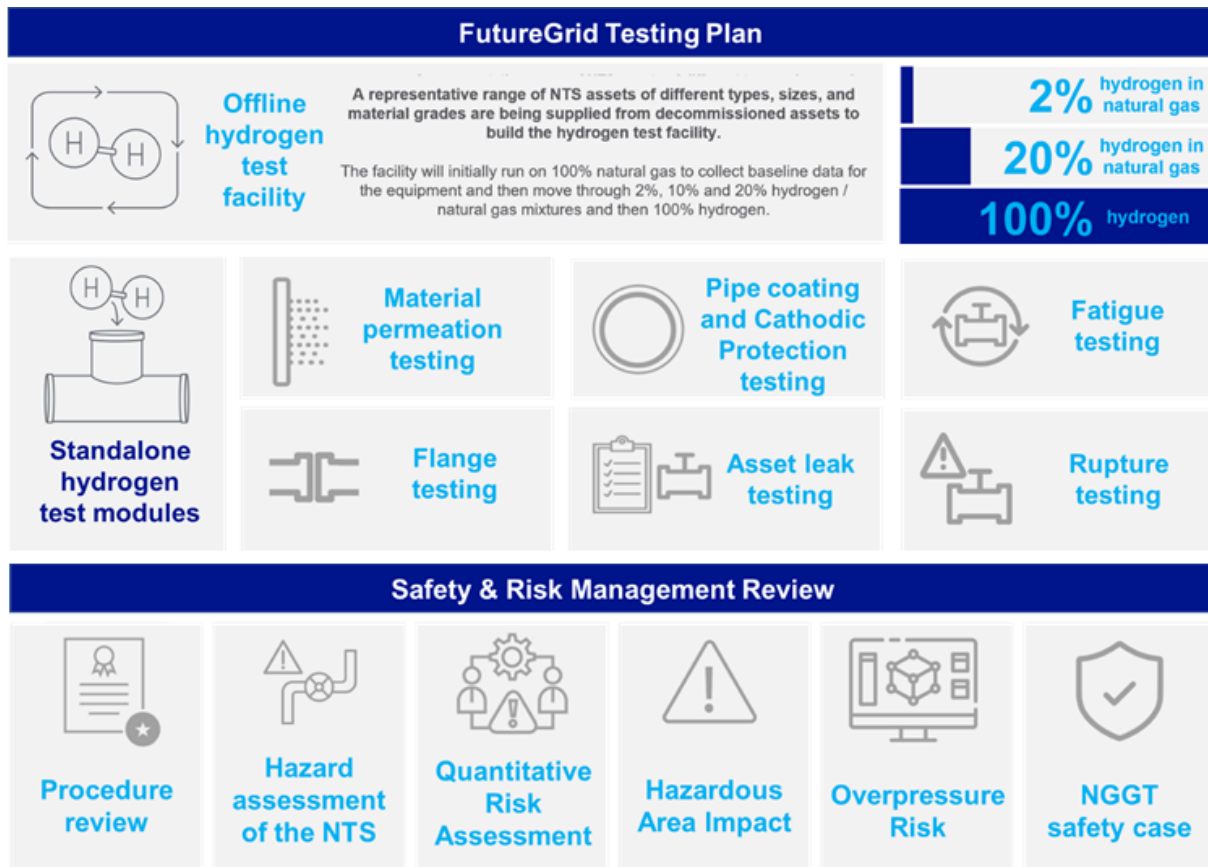 FutureGrid Testing Plan
Offline
hydrogen
test
facility
A representative range of NTS assets of different types, sizes, and
material grades are being supplied from decommissioned assets to
build the hydrogen test facility.
The facility will initially run on 100% natural gas to collect baseline data for
the equipment and then move through 2%, 10% and 20% hydrogen /
natural gas mixtures and then 100% hydrogen.
2% hydrogen in
natural gas
20% hydrogen in
natural gas
100% hydrogen
H H
H H
Standalone
hydrogen
test modules
Material
permeation
testing
Pipe coating
and Cathodic
Protection
testing
Fatigue
testing
Flange
testing
Asset leak
testing
Rupture
testing
Safety & Risk Management Review
Procedure
review
Hazard
assessment
of the NTS
Quantitative
Risk
Assessment
Hazardous
Area Impact
Overpressure
Risk
NGGT
safety case